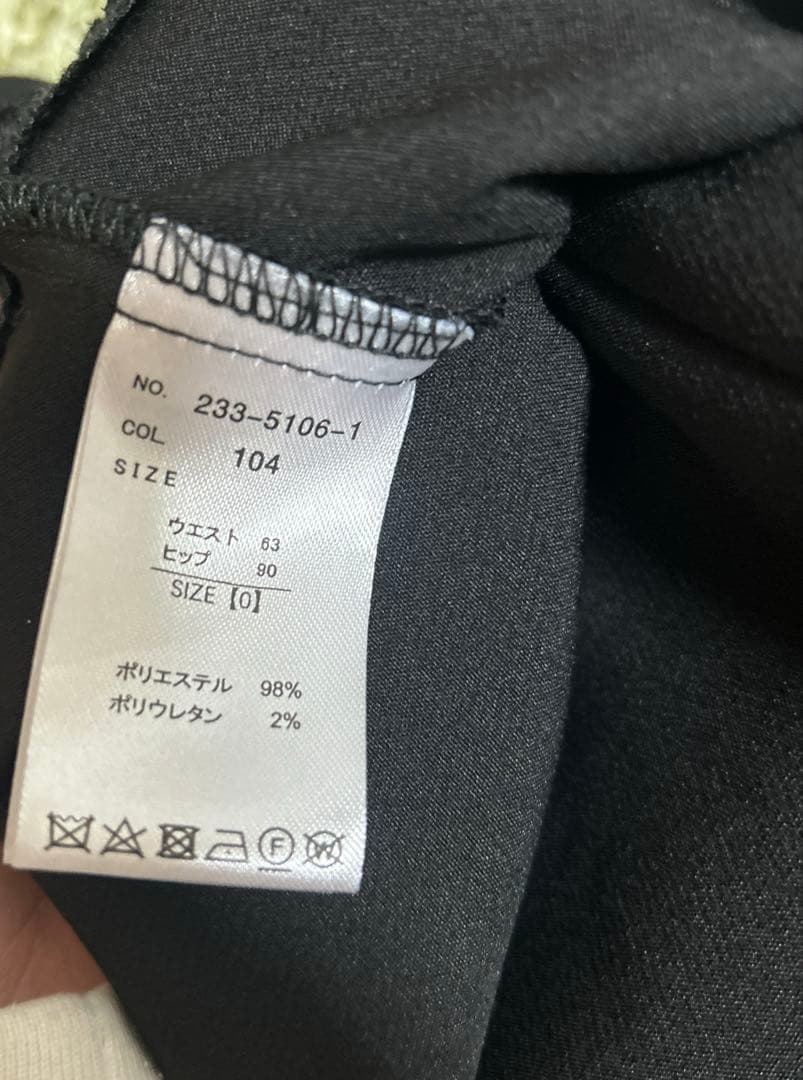 NO. 233-5106-1
COL 104
SIZE
ウエスト 63
ヒップ 90
SIZE【0】
ポリエステル 98%
ポリウレタン 2%
F W